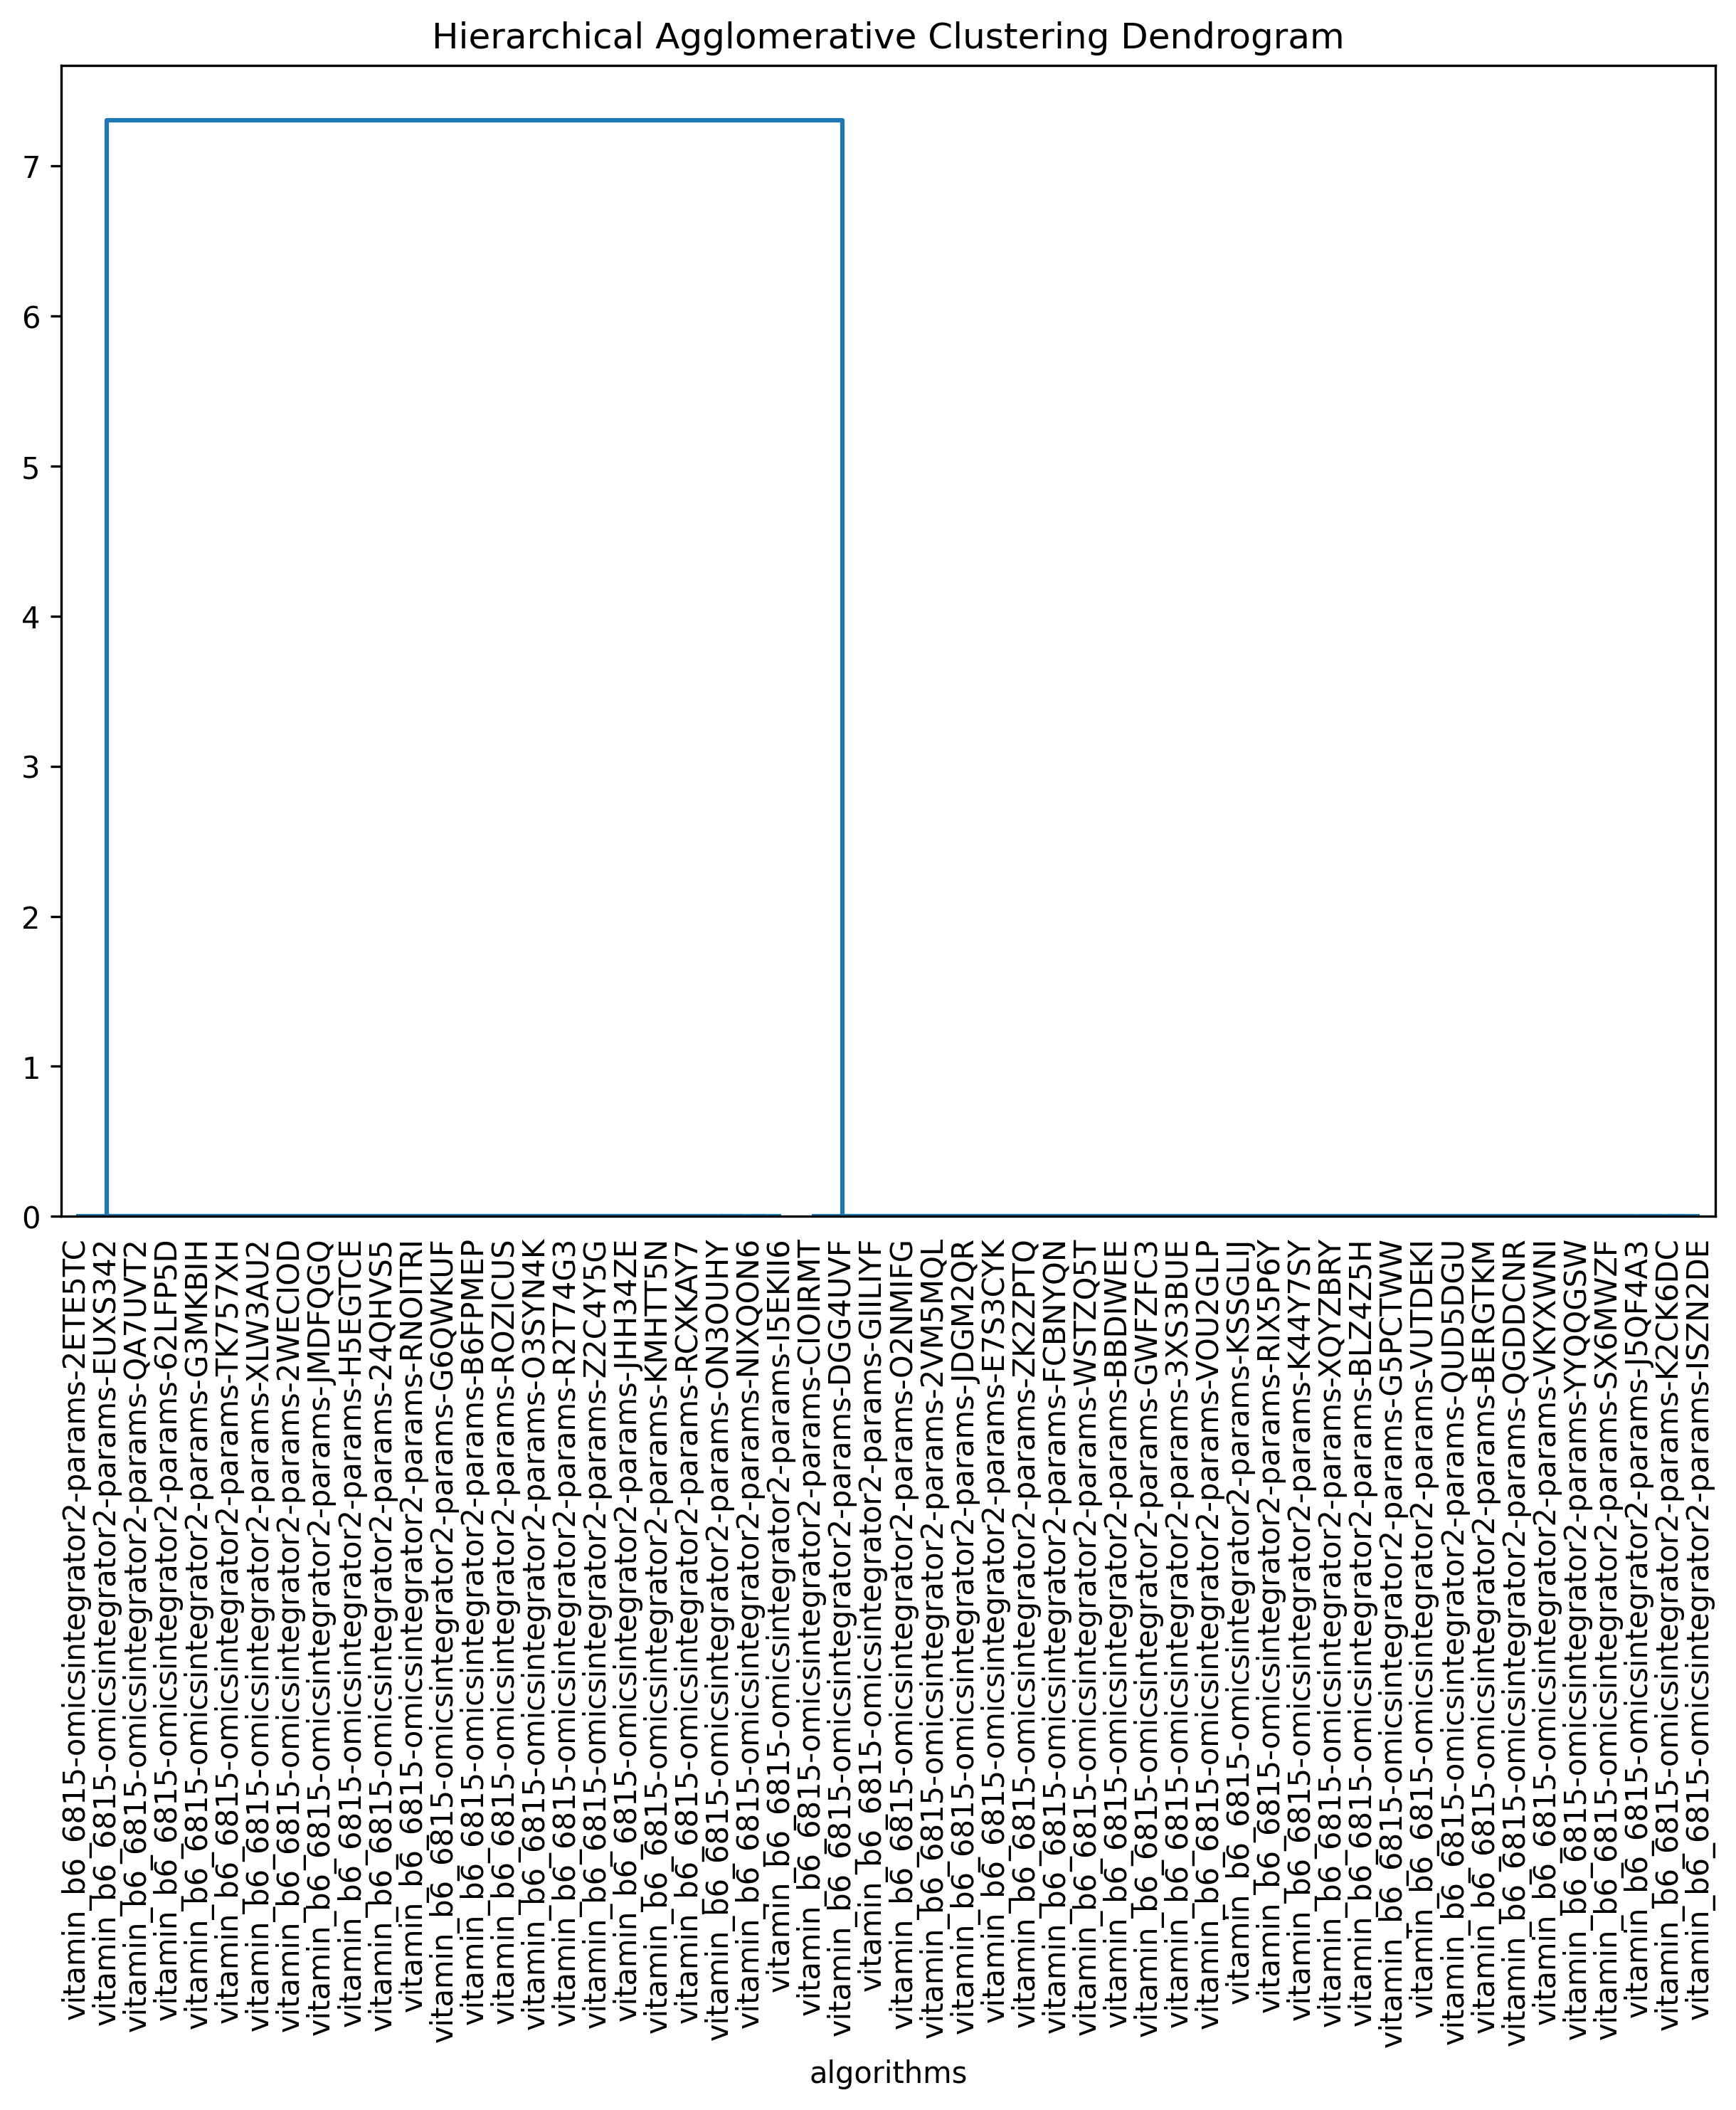 Hierarchical Agglomerative Clustering Dendrogram
7
6
5
4
3
2
1
0
vitamin_b6_6815-omicsintegrator2-params-2ETE5TC
vitamin_b6_6815-omicsintegrator2-params-EUXS342
vitamin_b6_6815-omicsintegrator2-params-QA7UVT2
vitamin_b6_6815-omicsintegrator2-params-62LFP5D
vitamin_b6_6815-omicsintegrator2-params-G3MKBIH
vitamin_b6_6815-omicsintegrator2-params-TK757XH
vitamin_b6_6815-omicsintegrator2-params-XLW3AU2
vitamin_b6_6815-omicsintegrator2-params-2WECIOD
vitamin_b6_6815-omicsintegrator2-params-JMDFQGQ
vitamin_b6_6815-omicsintegrator2-params-H5EGTCE
vitamin_b6_6815-omicsintegrator2-params-24QHVS5
vitamin_b6_6815-omicsintegrator2-params-RNOITRI
vitamin_b6_6815-omicsintegrator2-params-G6QWKUF
vitamin_b6_6815-omicsintegrator2-params-B6FPMEP
vitamin_b6_6815-omicsintegrator2-params-ROZICUS
vitamin_b6_6815-omicsintegrator2-params-O3SYN4K
vitamin_b6_6815-omicsintegrator2-params-R2T74G3
vitamin_b6_6815-omicsintegrator2-params-Z2C4Y5G
vitamin_b6_6815-omicsintegrator2-params-JHH34ZE
vitamin_b6_6815-omicsintegrator2-params-KMHTT5N
vitamin_b6_6815-omicsintegrator2-params-RCXKAY7
vitamin_b6_6815-omicsintegrator2-params-ON3OUHY
vitamin_b6_6815-omicsintegrator2-params-NIXQON6
vitamin_b6_6815-omicsintegrator2-params-I5EKII6
vitamin_b6_6815-omicsintegrator2-params-CIOIRMT
vitamin_b6_6815-omicsintegrator2-params-DGG4UVF
vitamin_b6_6815-omicsintegrator2-params-GIILIYF
vitamin_b6_6815-omicsintegrator2-params-O2NMIFG
vitamin_b6_6815-omicsintegrator2-params-2VM5MQL
vitamin_b6_6815-omicsintegrator2-params-JDGM2QR
vitamin_b6_6815-omicsintegrator2-params-E7S3CYK
vitamin_b6_6815-omicsintegrator2-params-ZK2ZPTQ
vitamin_b6_6815-omicsintegrator2-params-FCBNYQN
vitamin_b6_6815-omicsintegrator2-params-WSTZQ5T
vitamin_b6_6815-omicsintegrator2-params-BBDIWEE
vitamin_b6_6815-omicsintegrator2-params-GWFZFC3
vitamin_b6_6815-omicsintegrator2-params-3XS3BUE
vitamin_b6_6815-omicsintegrator2-params-VOU2GLP
vitamin_b6_6815-omicsintegrator2-params-KSSGLIJ
vitamin_b6_6815-omicsintegrator2-params-RIX5P6Y
vitamin_b6_6815-omicsintegrator2-params-K44Y7SY
vitamin_b6_6815-omicsintegrator2-params-XQYZBRY
vitamin_b6_6815-omicsintegrator2-params-BLZ4Z5H
vitamin_b6_6815-omicsintegrator2-params-G5PCTWW
vitamin_b6_6815-omicsintegrator2-params-VUTDEKI
vitamin_b6_6815-omicsintegrator2-params-QUD5DGU
vitamin_b6_6815-omicsintegrator2-params-BERGTKM
vitamin_b6_6815-omicsintegrator2-params-QGDDCNR
vitamin_b6_6815-omicsintegrator2-params-VKYXWNI
vitamin_b6_6815-omicsintegrator2-params-YYQQGSW
vitamin_b6_6815-omicsintegrator2-params-SX6MWZF
vitamin_b6_6815-omicsintegrator2-params-J5QF4A3
vitamin_b6_6815-omicsintegrator2-params-K2CK6DC
vitamin_b6_6815-omicsintegrator2-params-ISZN2DE
algorithms